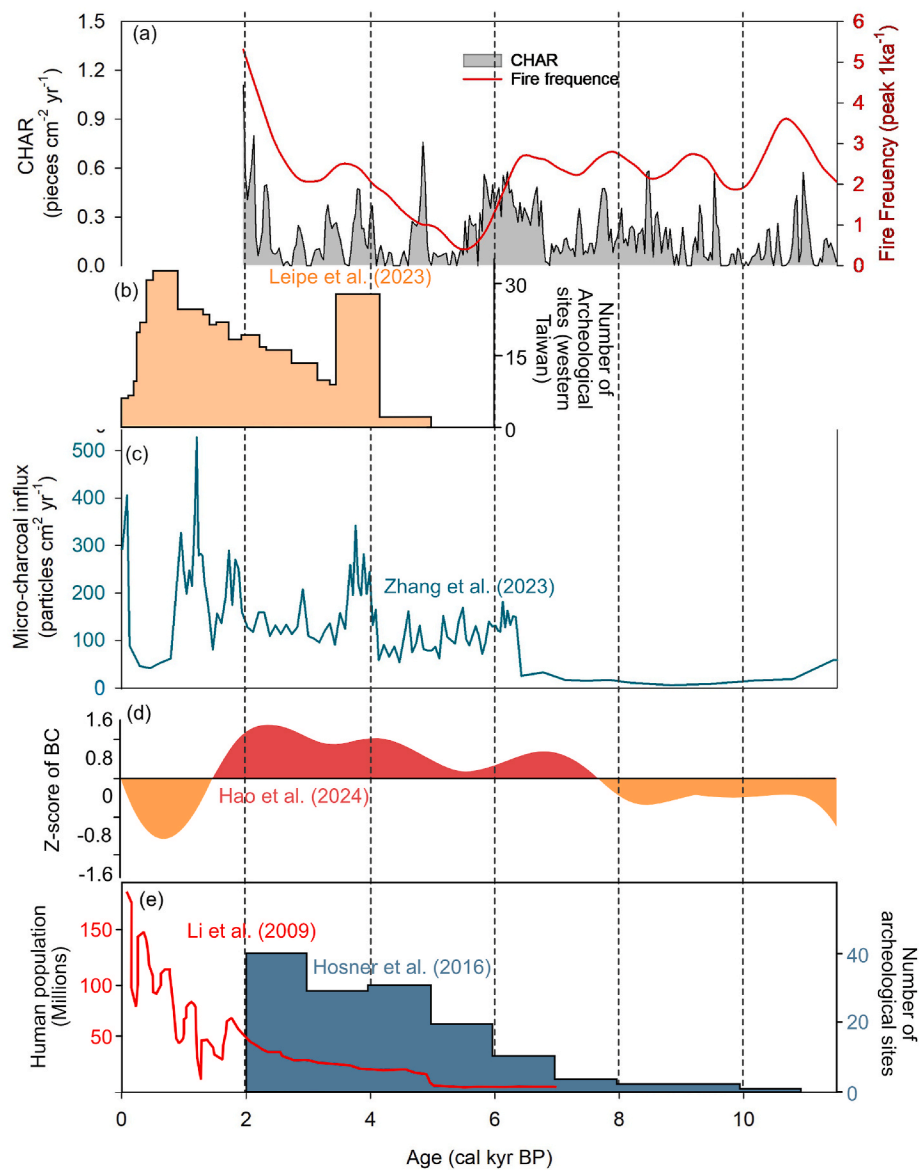 (a)
1.5
1.2
0.9
0.6
0.3
0.0
CHAR
(pieces cm-2 yr-1)
CHAR
Fire frequence
6
5
4
3
2
1
0
Fire Freuency (peak 1ka-1)
(b)
Leipe et al. (2023)
30
15
0
Number of
Archeological
sites (western
Taiwan)
(c)
500
400
300
200
100
0
Micro-charcoal influx
(particles cm-2 yr-1)
Zhang et al. (2023)
(d)
1.6
0.8
0
-0.8
-1.6
Z-score of BC
Hao et al. (2024)
(e)
150
100
50
Human population
(Millions)
Li et al. (2009)
Hosner et al. (2016)
40
20
0
Number of
archeological sites
0 2 4 6 8 10
Age (cal kyr BP)